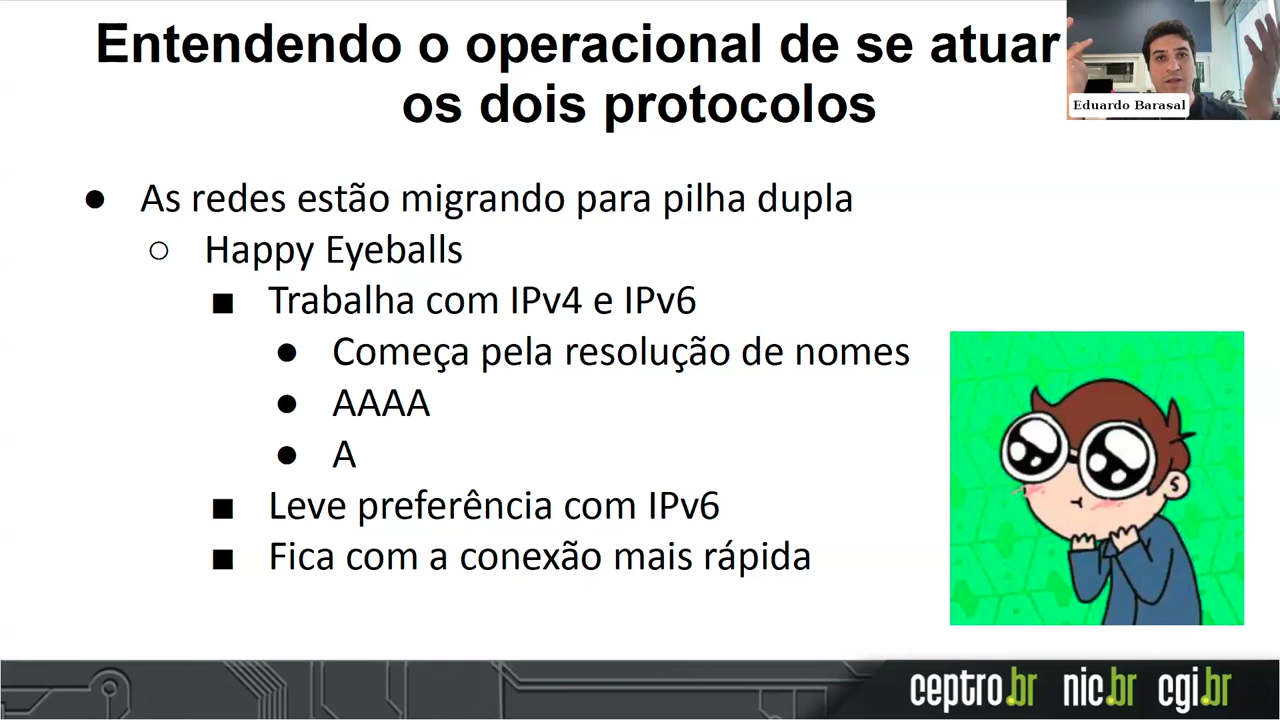 Entendendo o operacional de se atuar
os dois protocolos
Eduardo Barasal
● As redes estão migrando para pilha dupla
○ Happy Eyeballs
■ Trabalha com IPv4 e IPv6
● Começa pela resolução de nomes
● AAAA
● A
■ Leve preferência com IPv6
■ Fica com a conexão mais rápida
ceptro.br nic.br cgi.br